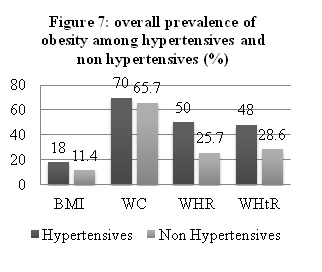 Figure 7: overall prevalence of
obesity among hypertensives and
non hypertensives (%)
80
60
40
20
0
18
11.4
70
65.7
50
25.7
48
28.6
BMI
WC
WHR
WHtR
Hypertensives
Non Hypertensives